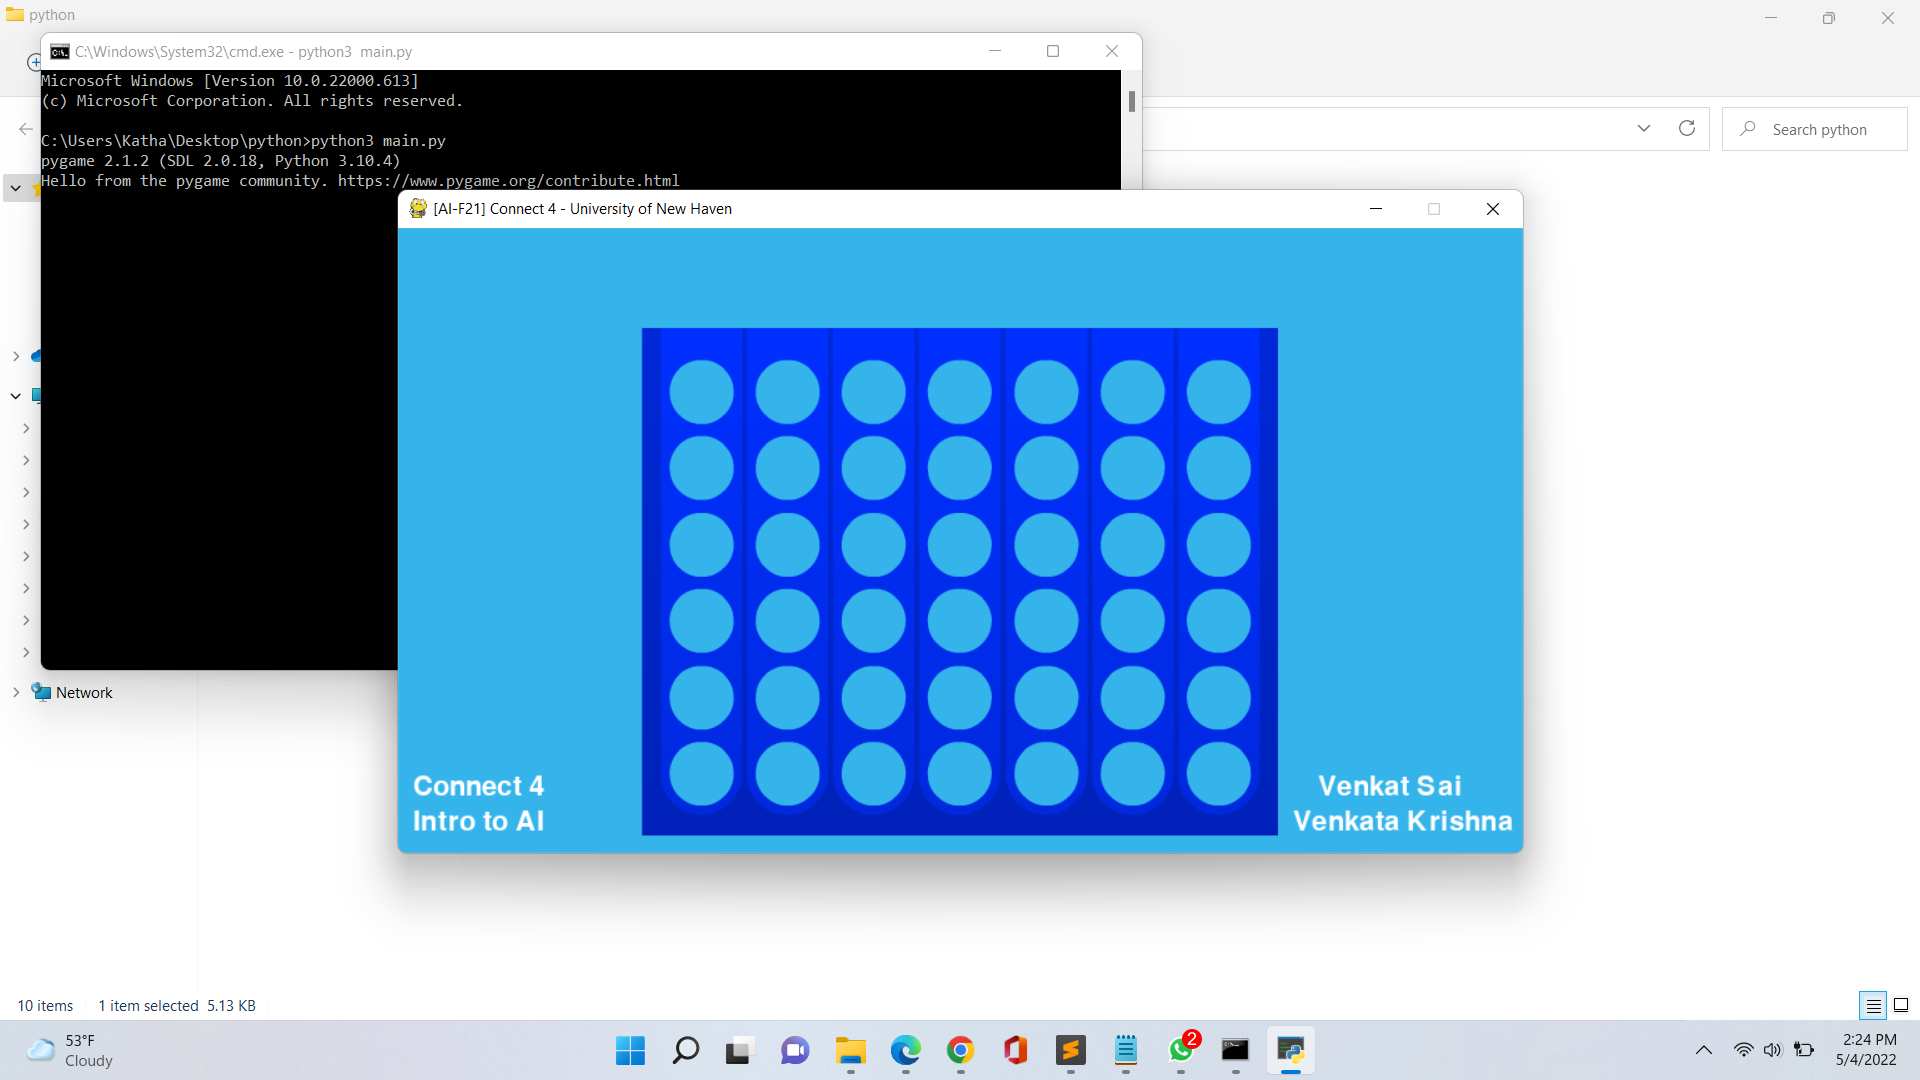 python
C:\Windows\System32\cmd.exe - python3  main.py
Microsoft Windows [Version 10.0.22000.613]
(c) Microsoft Corporation. All rights reserved.
C:\Users\Katha\Desktop\python>python3 main.py
pygame 2.1.2 (SDL 2.0.18, Python 3.10.4)
Hello from the pygame community. https://www.pygame.org/contribute.html
Search python
[AI-F21] Connect 4 - University of New Haven
Network
Connect 4
Intro to AI
Venkat Sai
Venkata Krishna
10 items
1 item selected
5.13 KB
53°F
Cloudy
2
2:24 PM
5/4/2022